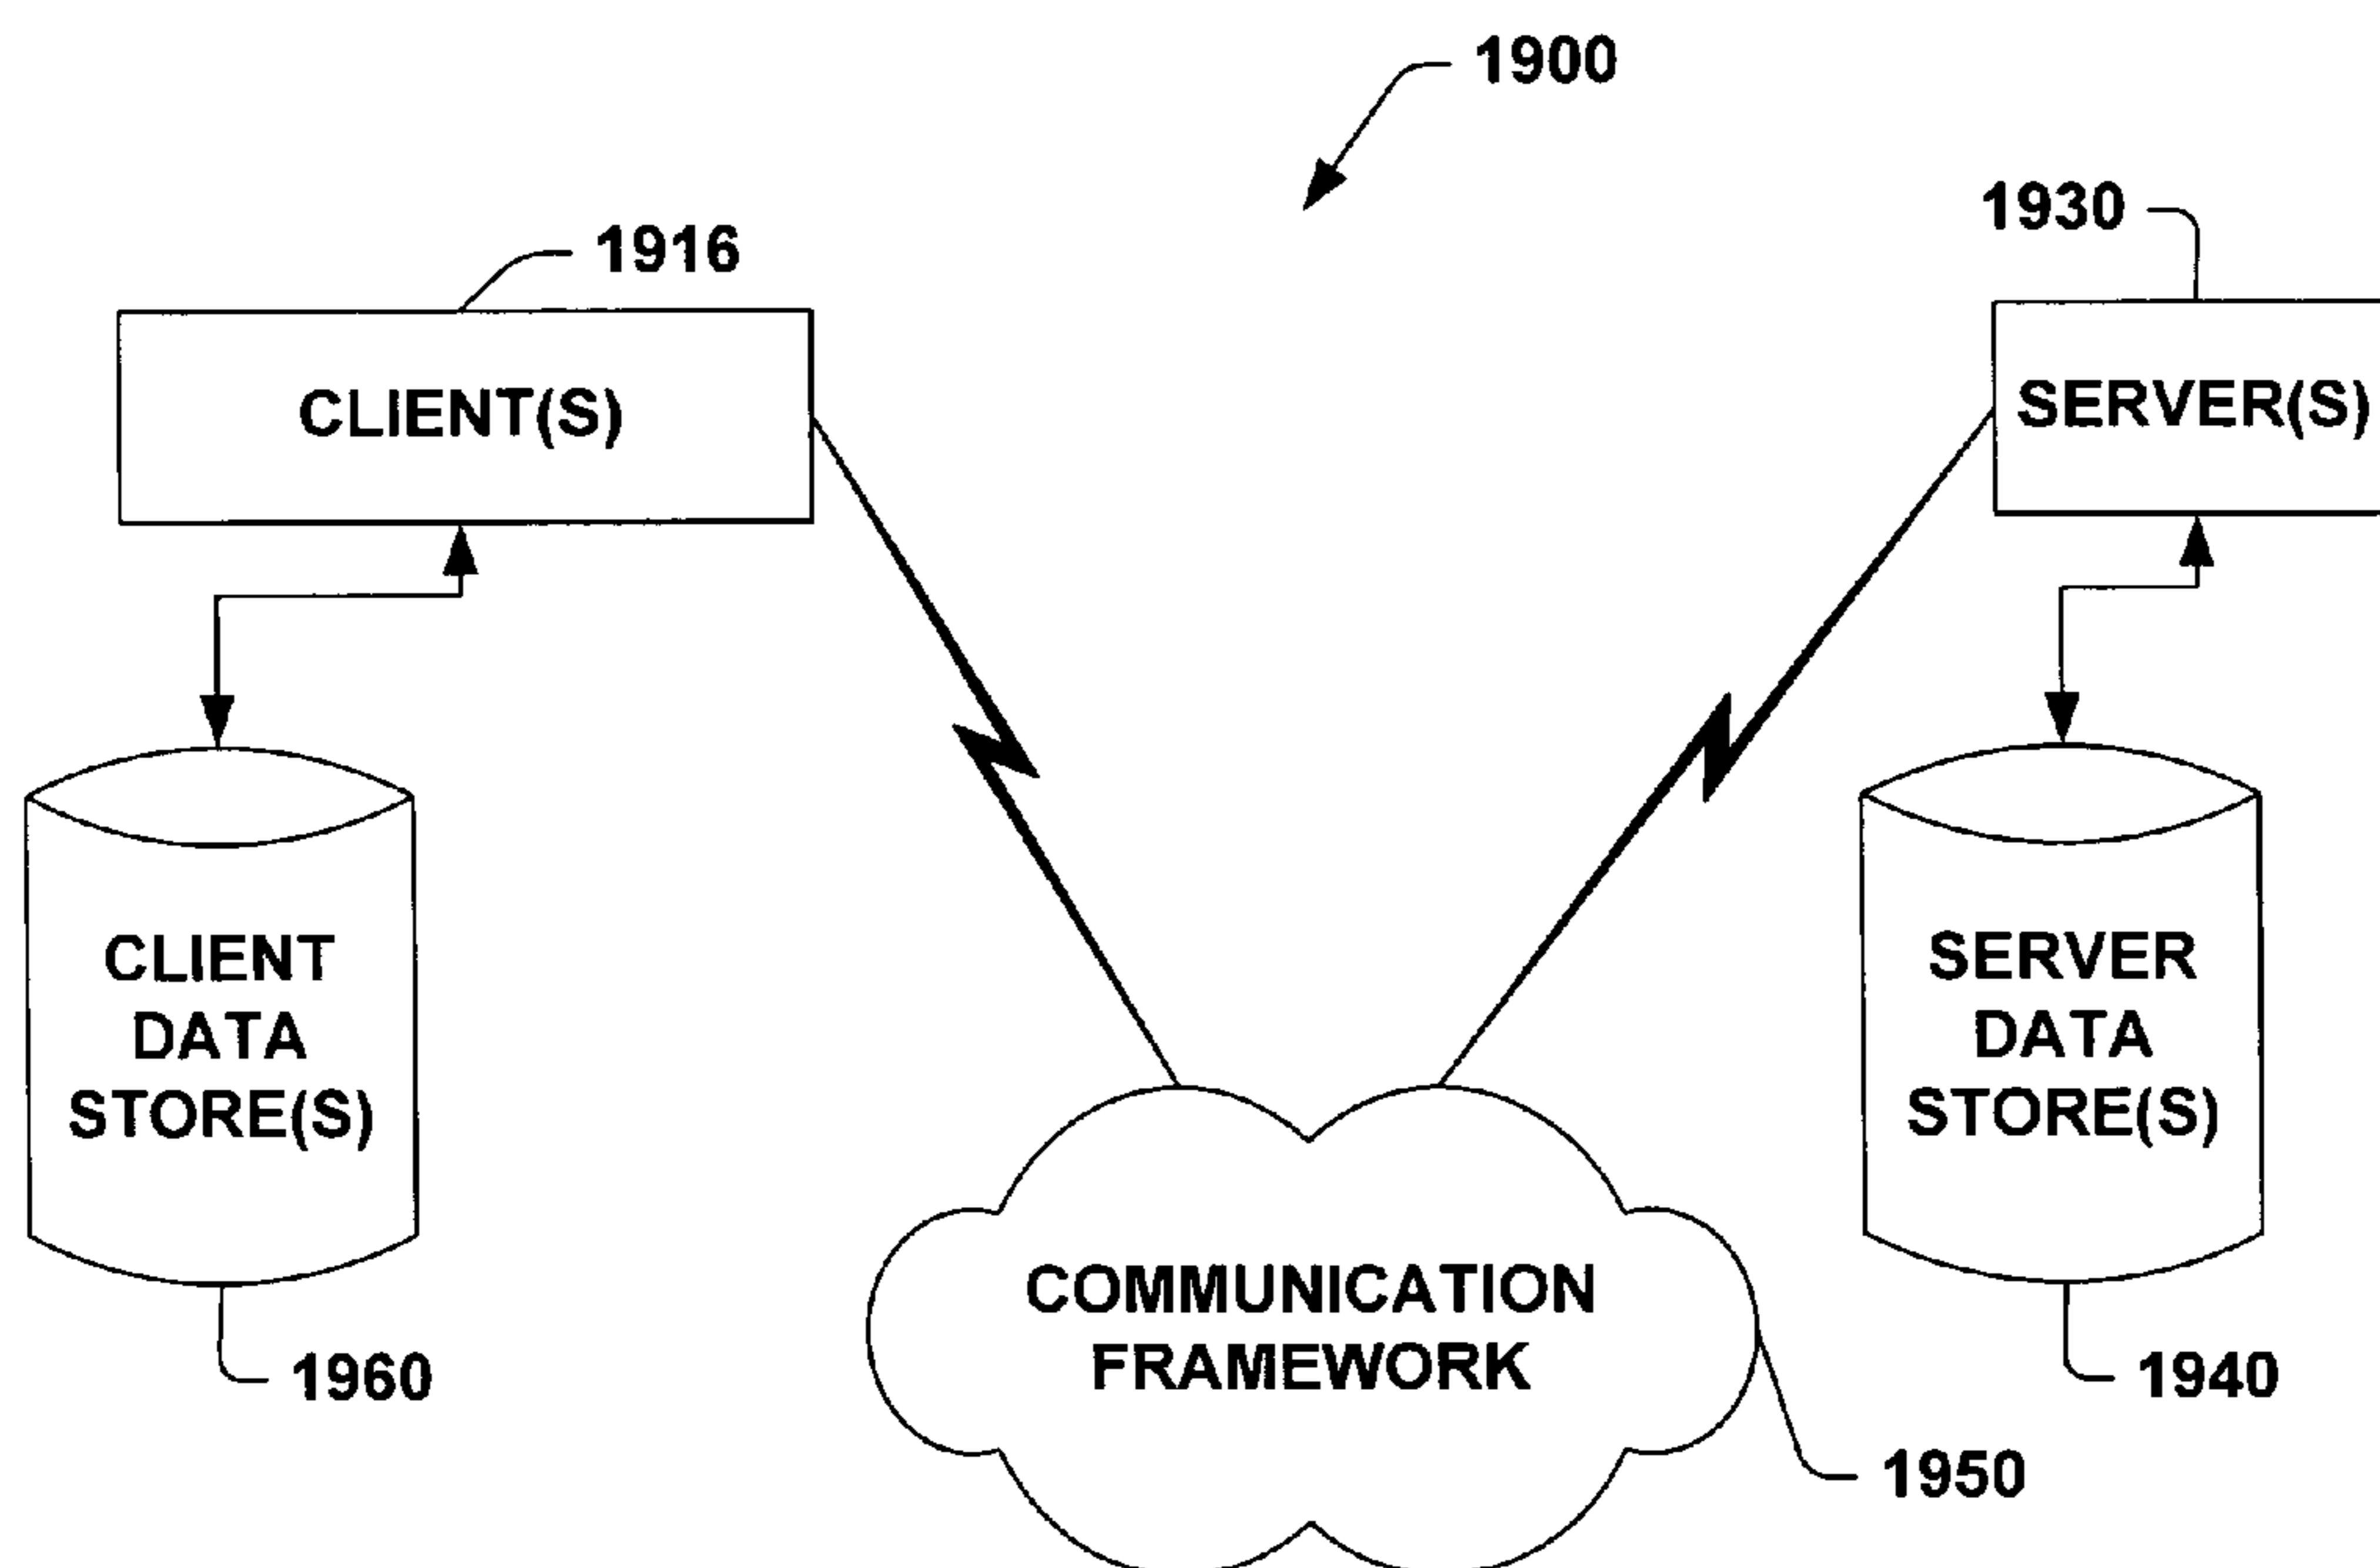 1900
1916
1930
CLIENT(S)
SERVER(S)
CLIENT
DATA
STORE(S)
SERVER
DATA
STORE(S)
COMMUNICATION
FRAMEWORK
1960
1940
1950